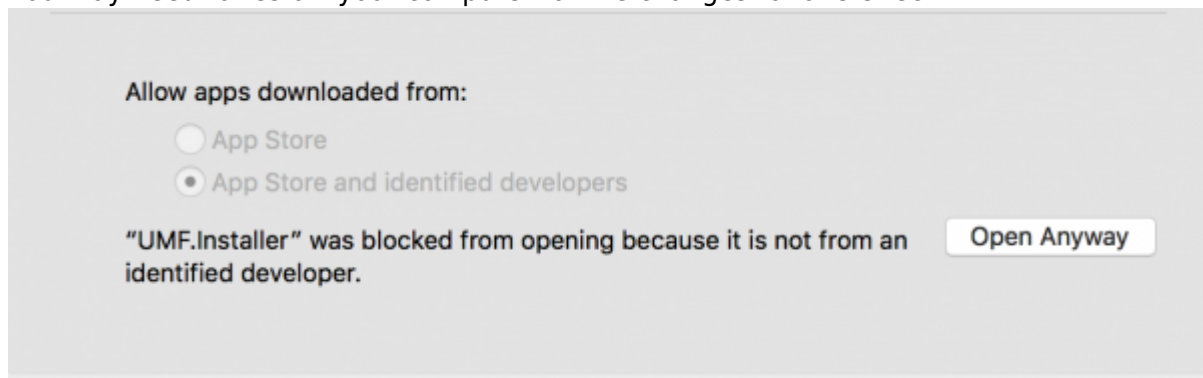 Allow apps downloaded from:
App Store
App Store and identified developers
"UMF.Installer" was blocked from opening because it is not from an
Open Anyway
identified developer.